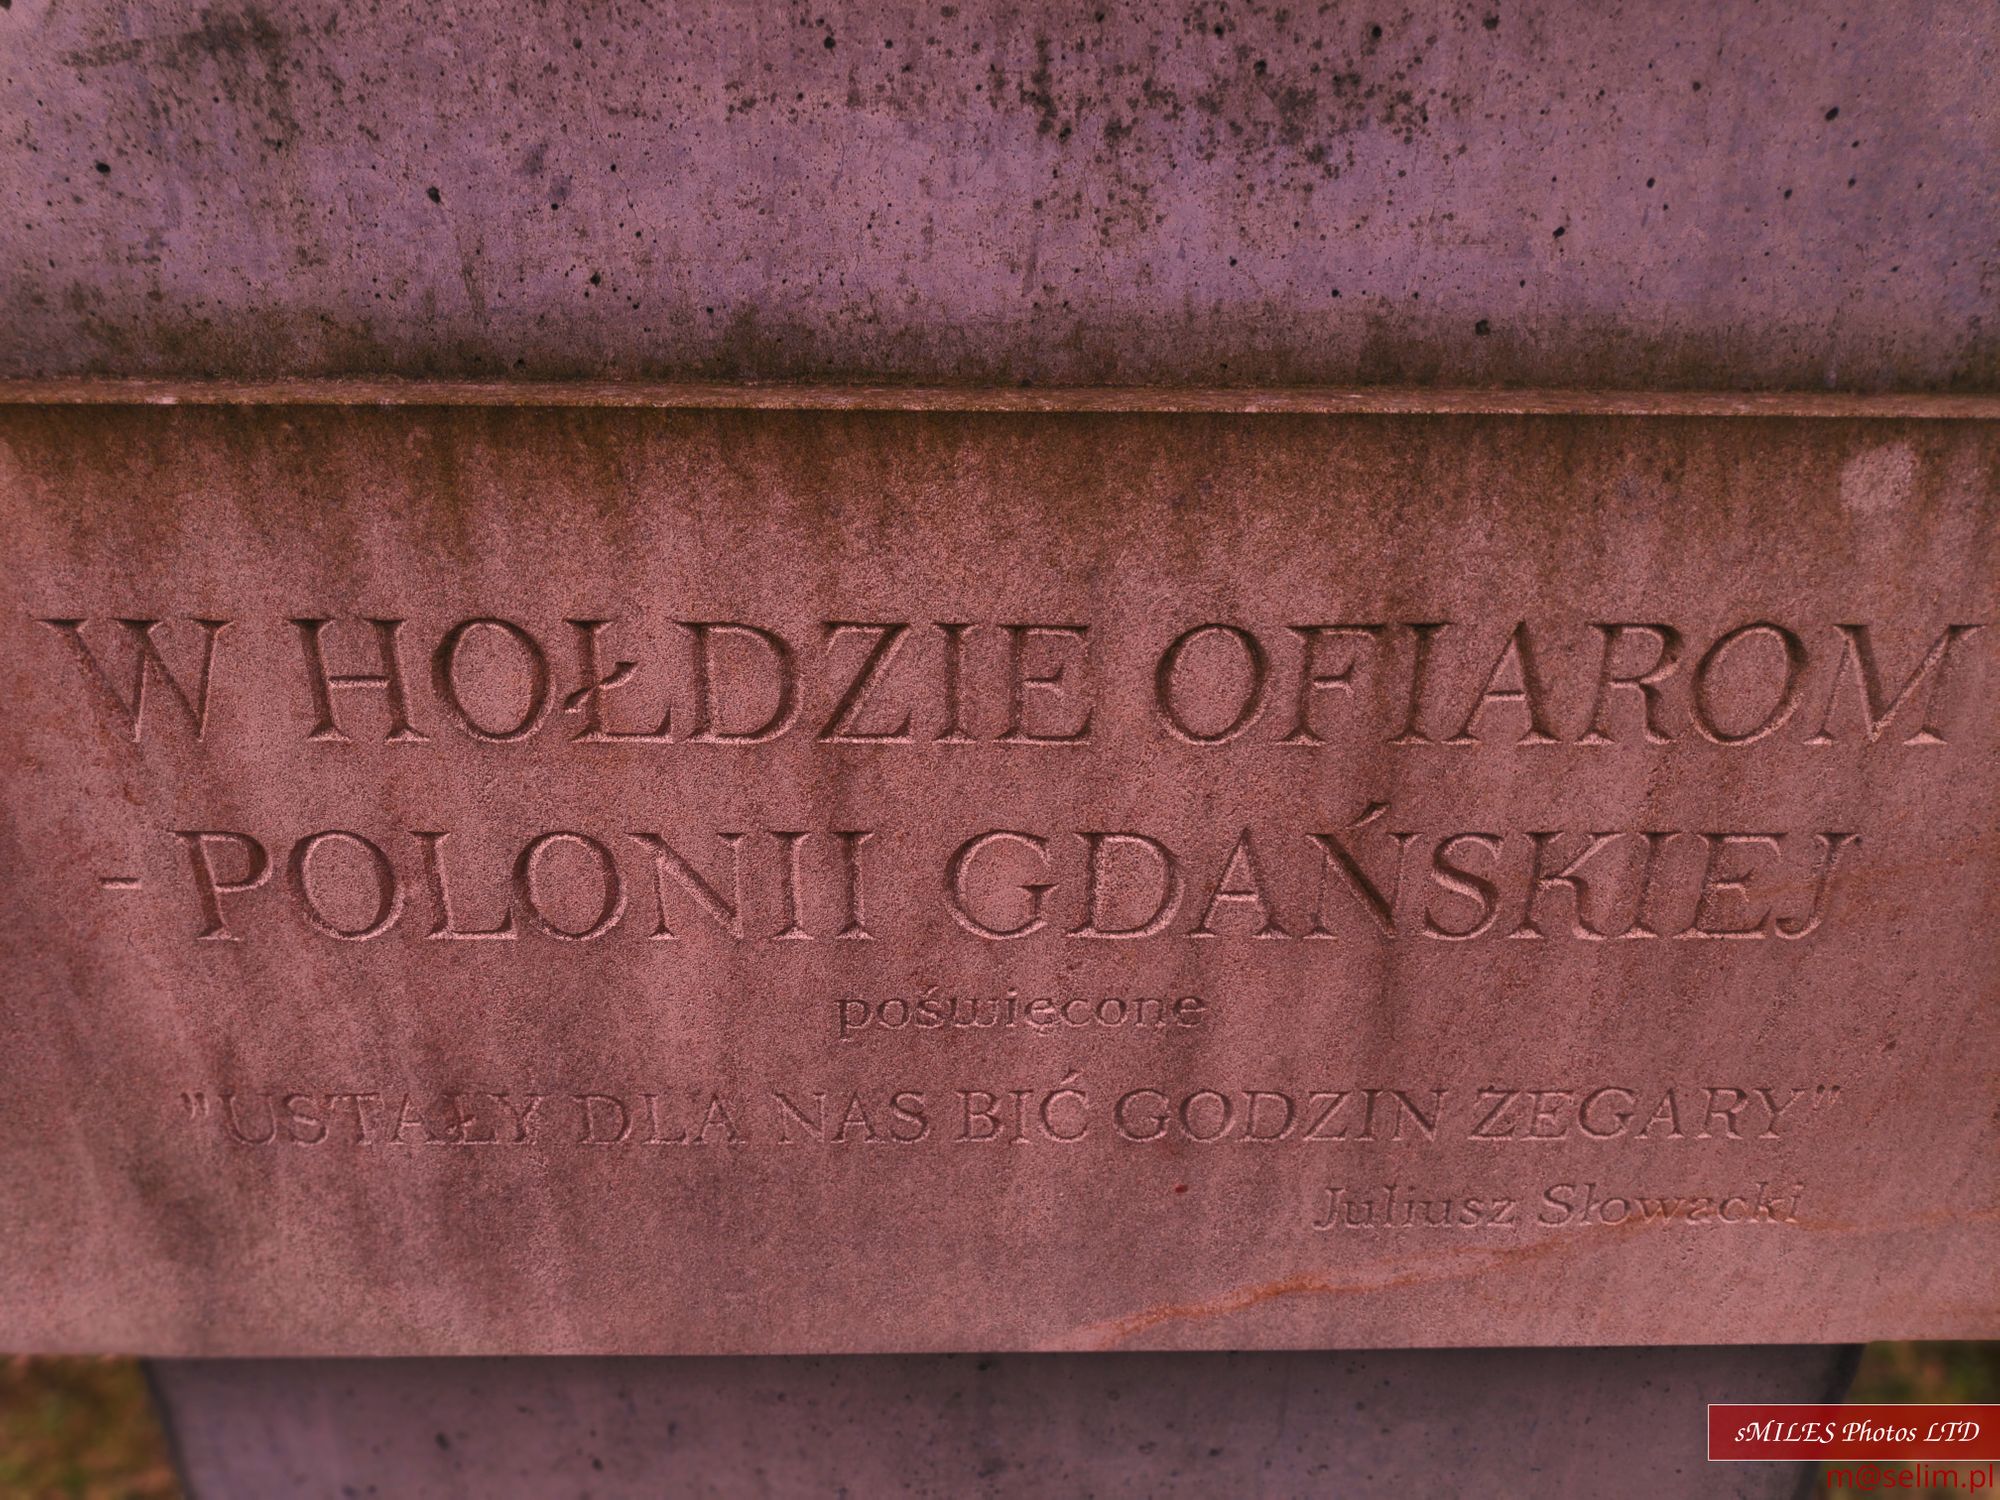 W HOŁDZIE OFIAROM
- POLONII GDAŃSKIEJ
poświęcone
"USTAŁY DLA NAS BIĆ GODZIN ZEGARY"
Juliusz Słowacki
sMILES Photos LTD
m@selim.pl